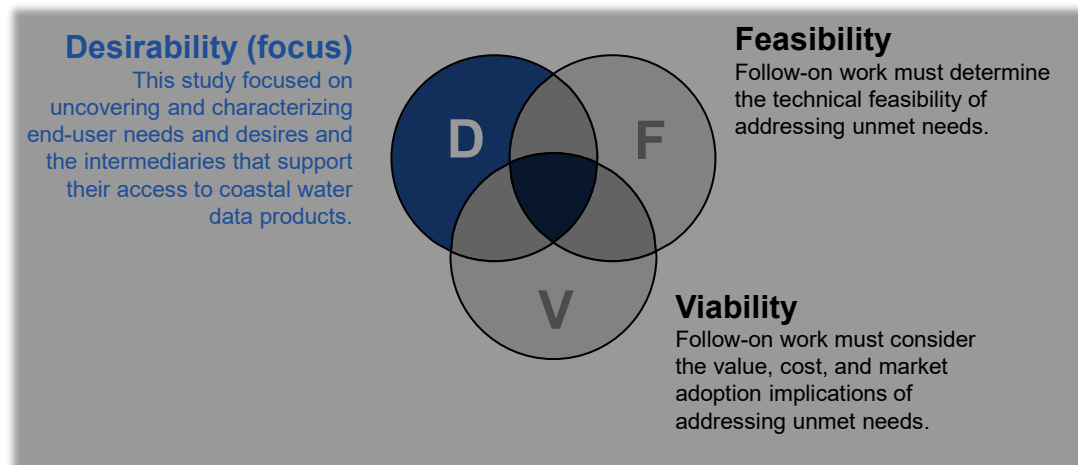 Desirability (focus)
This study focused on
uncovering and characterizing
end-user needs and desires and
the intermediaries that support
their access to coastal water
data products.
D
F
V
Feasibility
Follow-on work must determine
the technical feasibility of
addressing unmet needs.
Viability
Follow-on work must consider
the value, cost, and market
adoption implications of
addressing unmet needs.